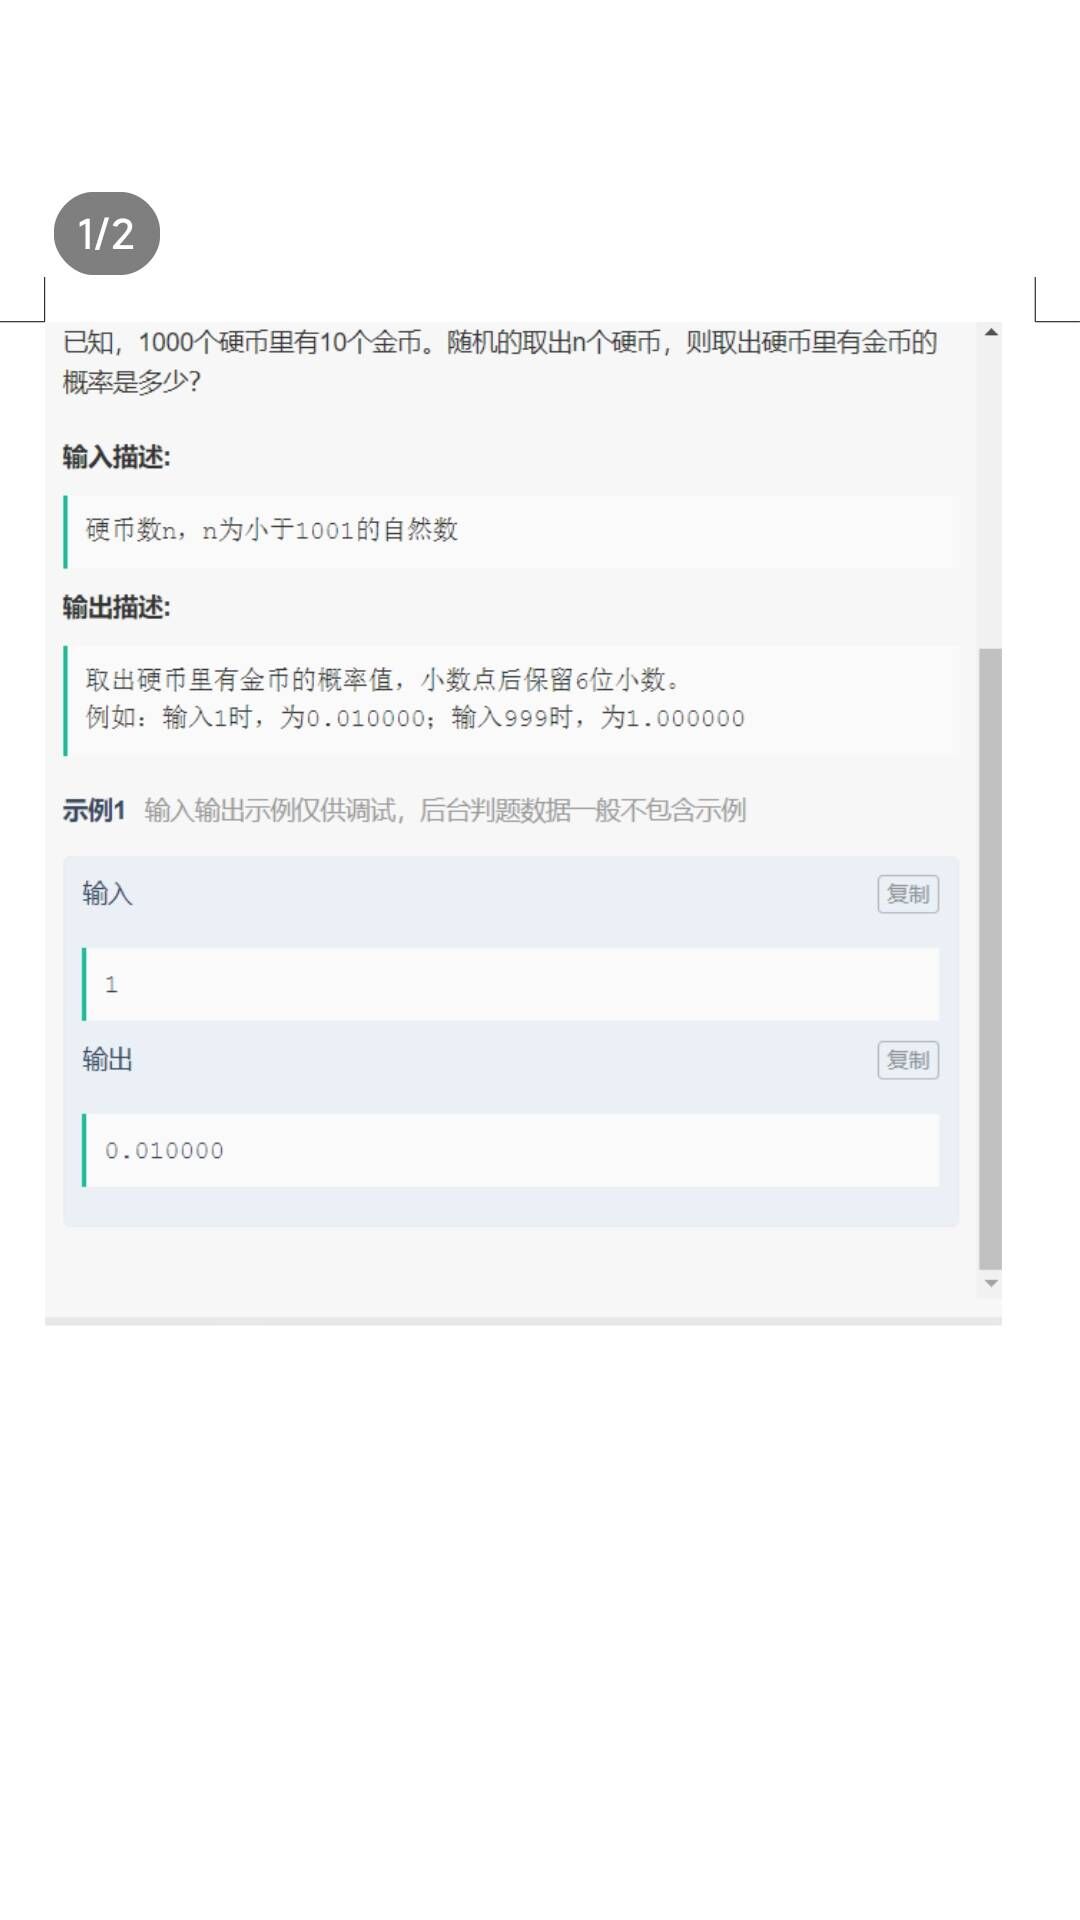 1/2
已知，1000个硬币里有10个金币。随机的取出n个硬币，则取出硬币里有金币的
概率是多少？
输入描述:
硬币数n，n为小于1001的自然数
输出描述:
取出硬币里有金币的概率值，小数点后保留6位小数。
例如：输入1时，为0.010000；输入999时，为1.000000
示例1 输入输出示例仅供调试，后台判题数据一般不包含示例
输入 复制
1
输出 复制
0.010000